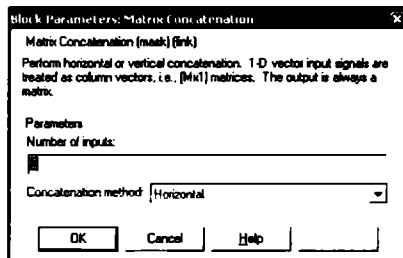 Block Parameters: Matrix Concatenation
Matrix Concatenation (mask) (link)
Perform horizontal or vertical concatenation. 1-D vector input signals are
treated as column vectors, i.e., (Mx1) matrices. The output is always a
matrix.
Parameters
Number of inputs:
Concatenation method: Horizontal
OK
Cancel
Help